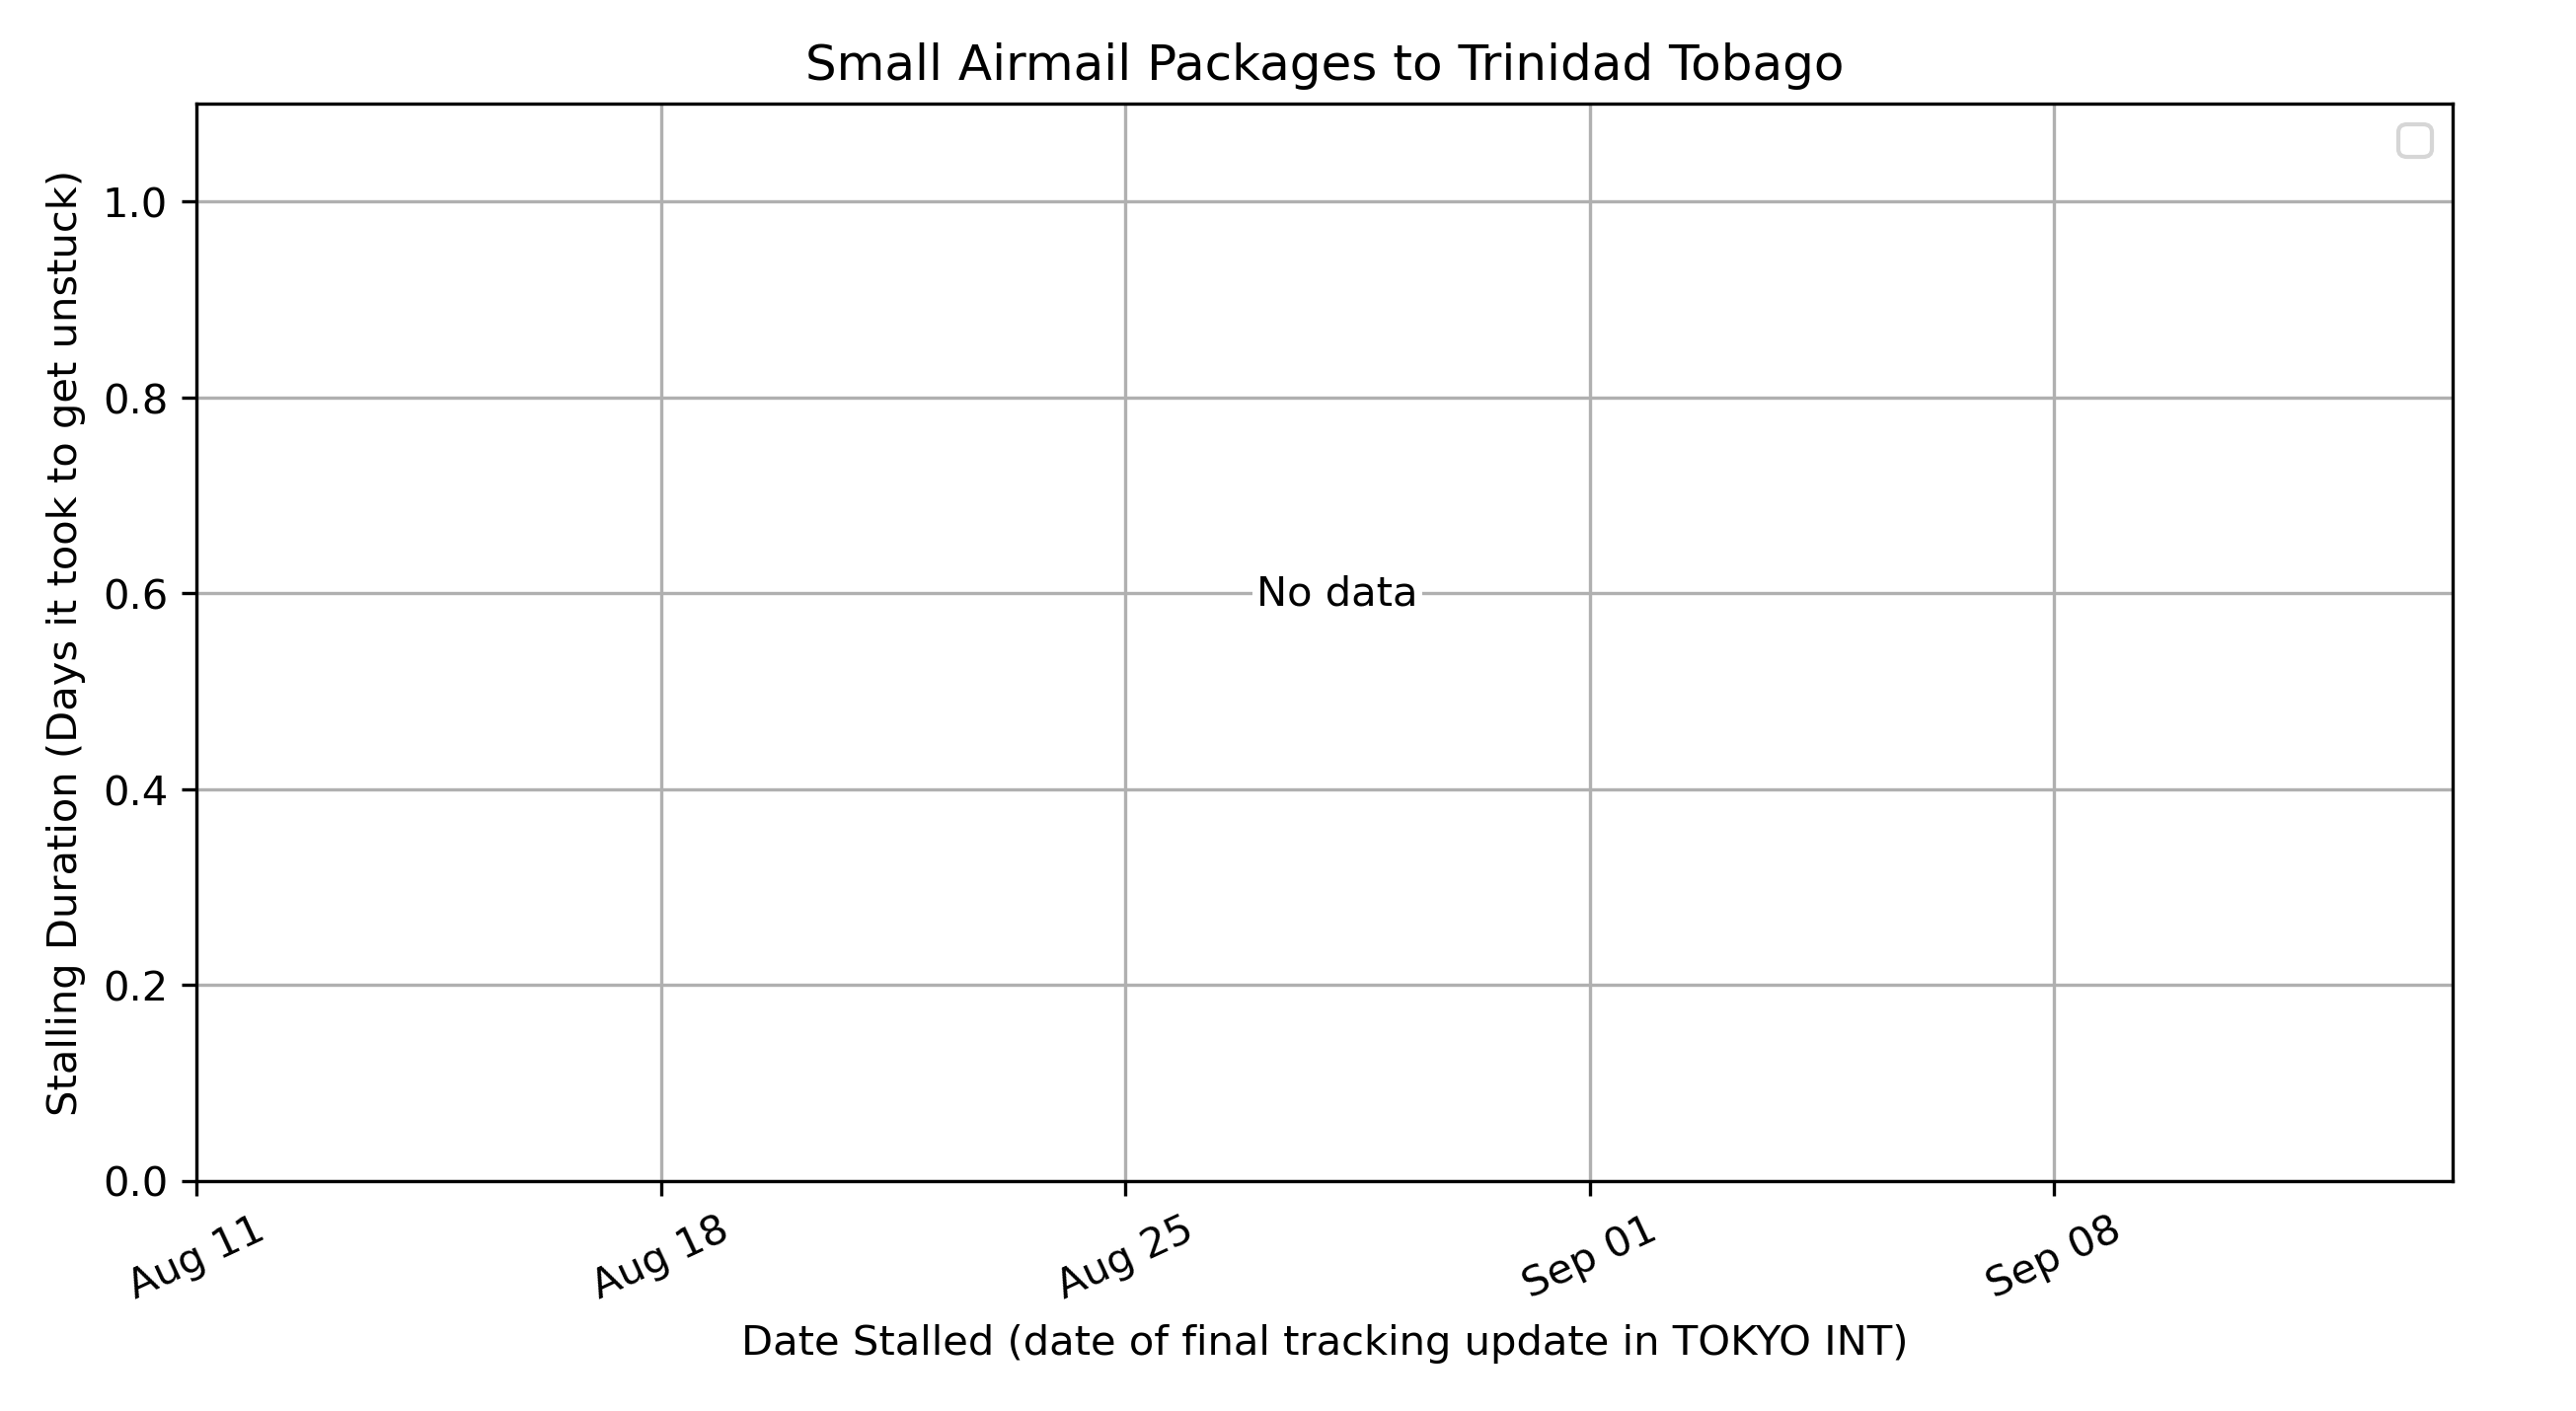 Small Airmail Packages to Trinidad Tobago
Stalling Duration (Days it took to get unstuck)
1.0
0.8
0.6
0.4
0.2
0.0
No data
Aug 11
Aug 18
Aug 25
Sep 01
Sep 08
Date Stalled (date of final tracking update in TOKYO INT)